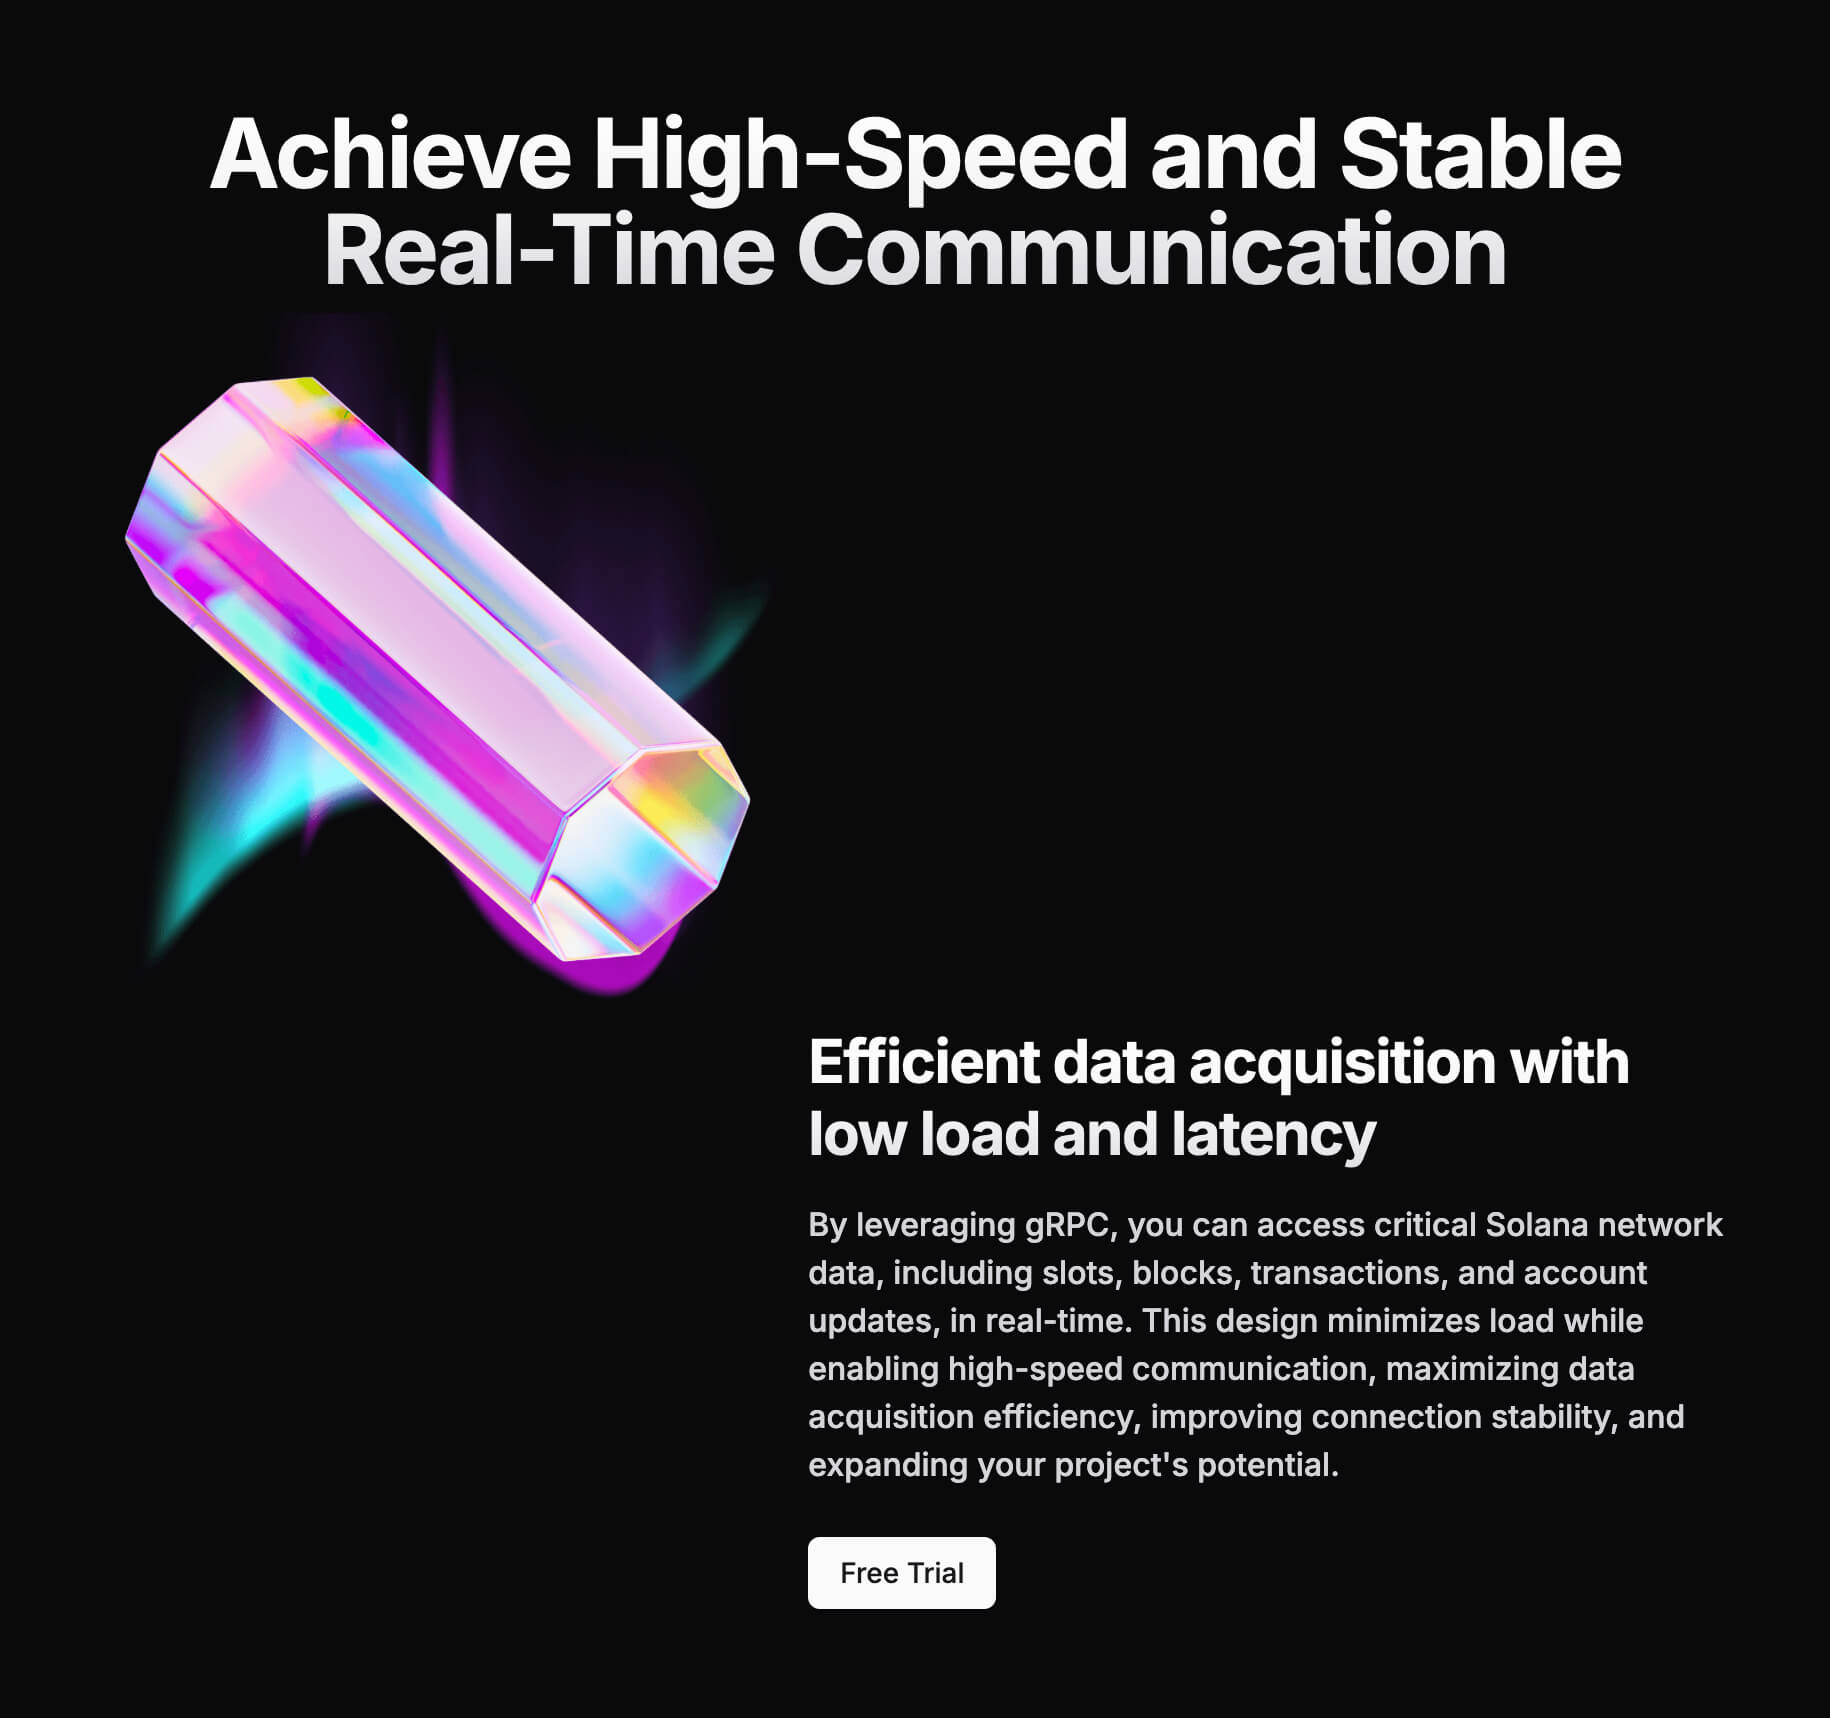 Achieve High-Speed and Stable
Real-Time Communication
Efficient data acquisition with
low load and latency
By leveraging gRPC, you can access critical Solana network
data, including slots, blocks, transactions, and account
updates, in real-time. This design minimizes load while
enabling high-speed communication, maximizing data
acquisition efficiency, improving connection stability, and
expanding your project's potential.
Free Trial